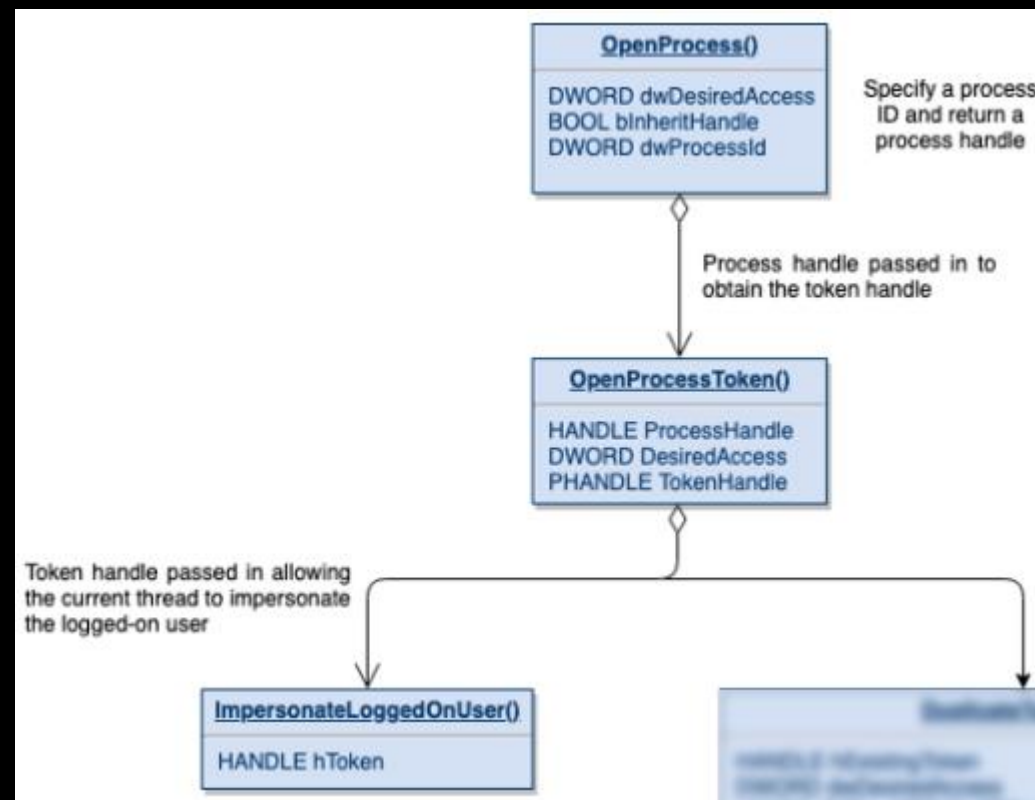 OpenProcess()
DWORD dwDesiredAccess
BOOL bInheritHandle
DWORD dwProcessId
Specify a process
ID and return a
process handle
Process handle passed in to
obtain the token handle
OpenProcessToken()
HANDLE ProcessHandle
DWORD DesiredAccess
PHANDLE TokenHandle
Token handle passed in allowing
the current thread to impersonate
the logged-on user
ImpersonateLoggedOnUser()
HANDLE hToken